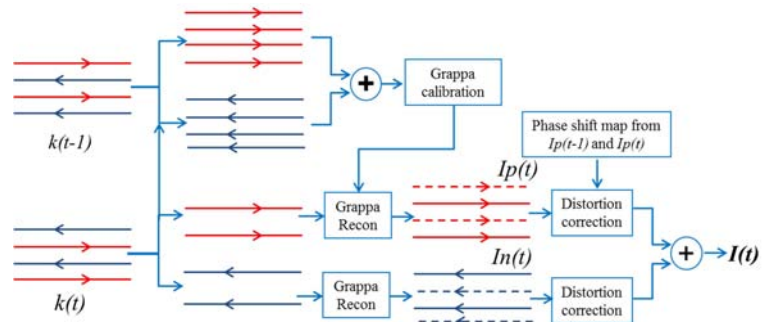 k(t-1)
+
Grappa
calibration
Phase shift map from
Ip(t-1) and Ip(t)
Ip(t)
Grappa
Recon
Distortion
correction
k(t)
In(t)
+
I(t)
Grappa
Recon
Distortion
correction